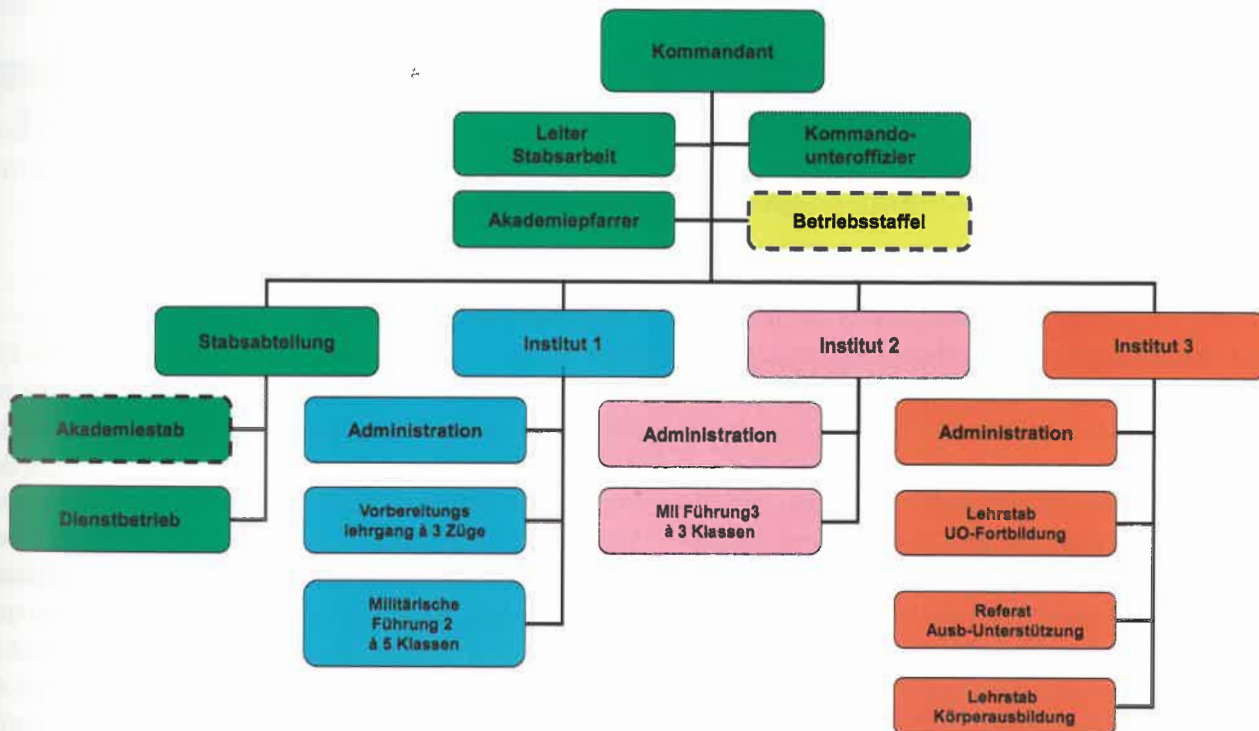 Kommandant
Leiter
Stabsarbeit
Kommando-
unteroffizier
Akademiepfarrer
Betriebsstaffel
Stabsabteilung
Institut 1
Institut 2
Institut 3
Akademiestab
Dienstbetrieb
Administration
Vorbereitungs
lehrgang à 3 Züge
Militärische
Führung 2
à 5 Klassen
Administration
Mil Führung3
à 3 Klassen
Administration
Lehrstab
UO-Fortbildung
Referat
Ausb-Unterstützung
Lehrstab
Körperausbildung